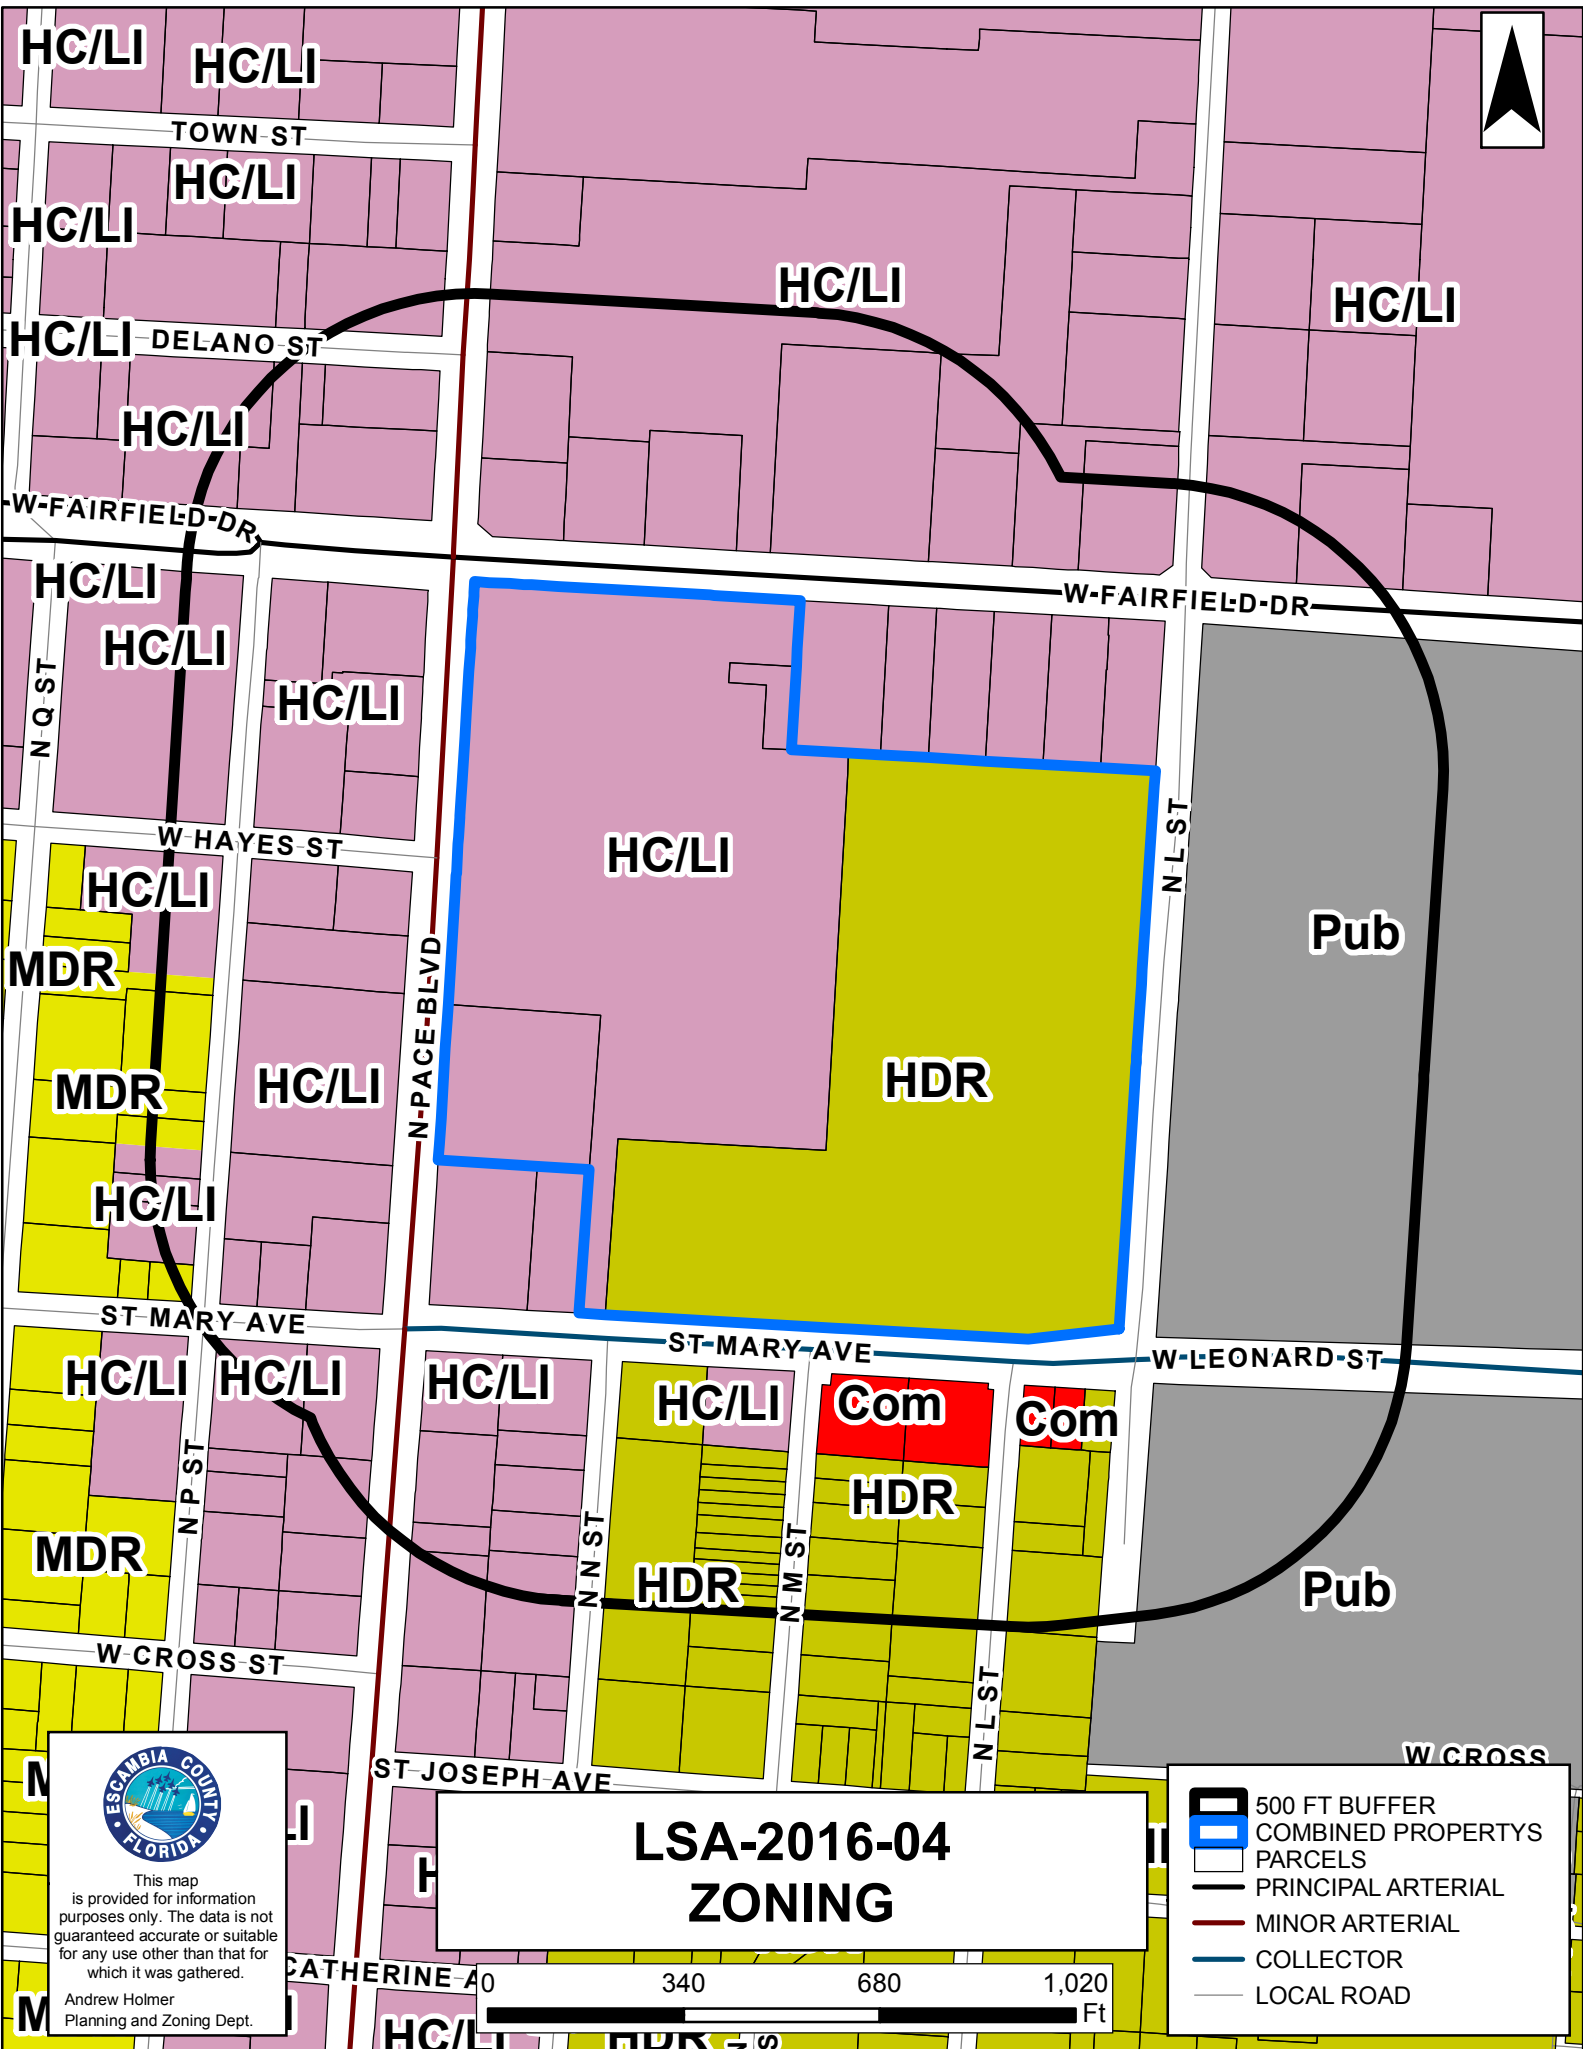 HC/LI
HC/LI
TOWN ST
HC/LI
HC/LI
HC/LI
HC/LI
HC/LI
DELANO ST
HC/LI
W-FAIRFIELD-DR
HC/LI
W-FAIRFIELD-DR
HC/LI
HC/LI
N Q ST
W HAYES ST
HC/LI
N L ST
HC/LI
Pub
MDR
N-PACE-BLVD
HDR
MDR
HC/LI
HC/LI
ST MARY AVE
ST MARY AVE
W-LEONARD ST
HC/LI
HC/LI
HC/LI
HC/LI
Com
Com
HDR
N-P-ST
N N ST
N M ST
MDR
HDR
Pub
W-CROSS ST
N L ST
ST JOSEPH AVE
W CROSS
ESCAMBIA COUNTY
FLORIDA
This map
is provided for information
purposes only. The data is not
guaranteed accurate or suitable
for any use other than that for
which it was gathered.
Andrew Holmer
Planning and Zoning Dept.
LSA-2016-04
ZONING
500 FT BUFFER
COMBINED PROPERTYS
PARCELS
PRINCIPAL ARTERIAL
MINOR ARTERIAL
COLLECTOR
LOCAL ROAD
CATHERINE A
0 340 680 1,020
Ft
HC/LI
HDR